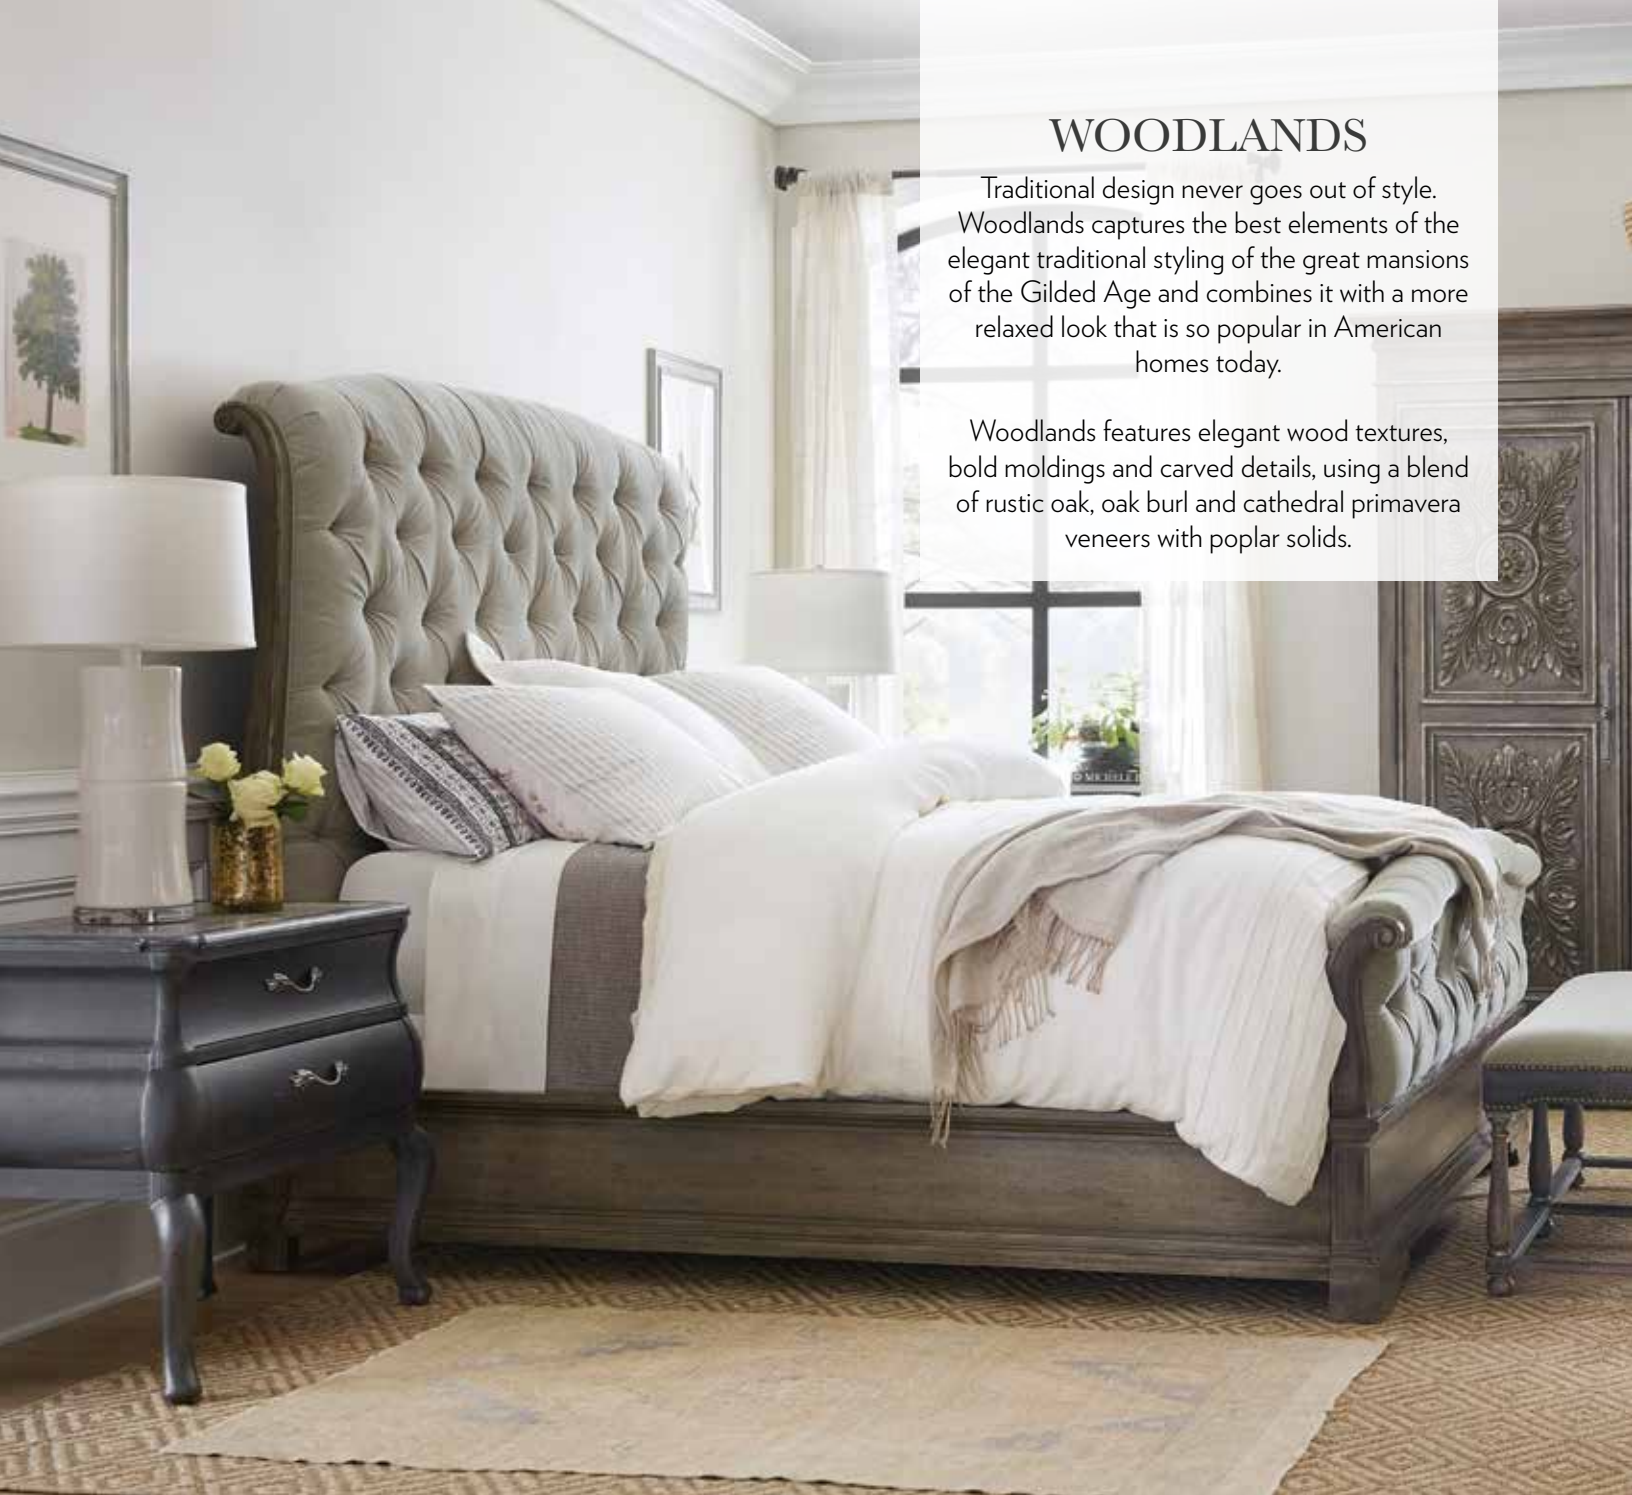 WOODLANDS
Traditional design never goes out of style.
Woodlands captures the best elements of the
elegant traditional styling of the great mansions
of the Gilded Age and combines it with a more
relaxed look that is so popular in American
homes today.
Woodlands features elegant wood textures,
bold moldings and carved details, using a blend
of rustic oak, oak burl and cathedral primavera
veneers with poplar solids.